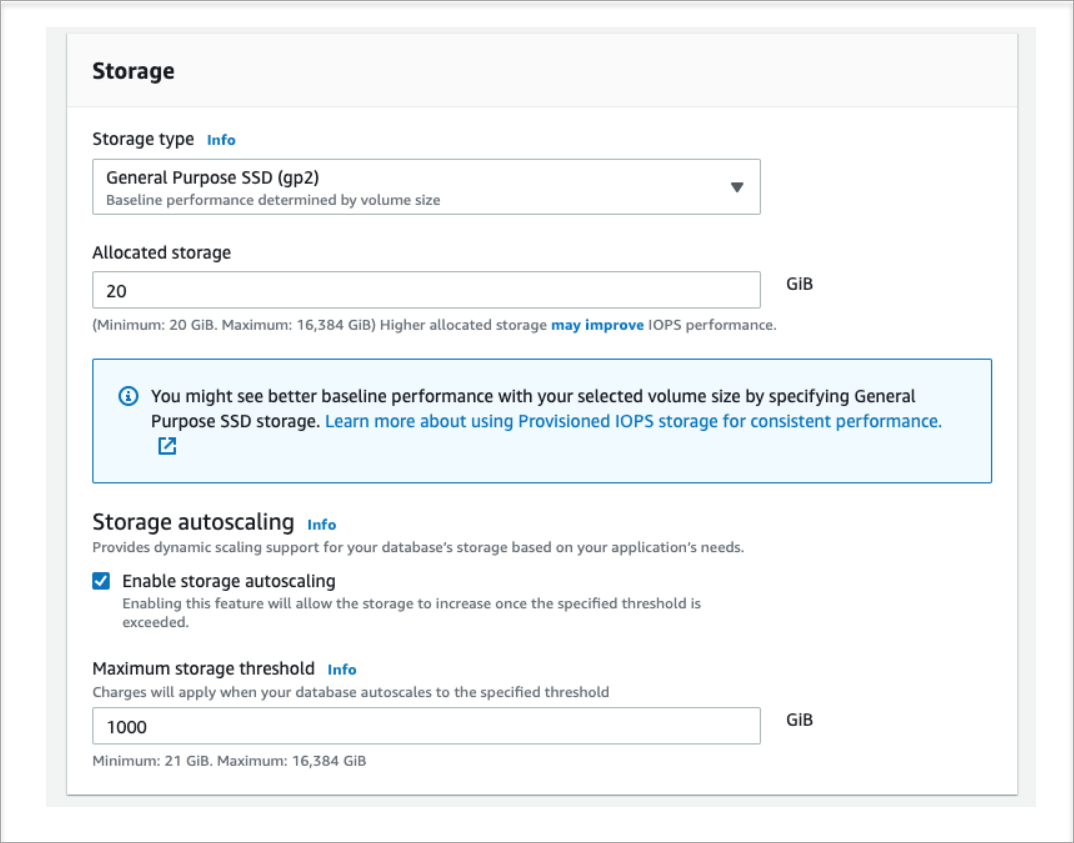 Storage
Storage type Info
General Purpose SSD (gp2)
Baseline performance determined by volume size
Allocated storage
20
GiB
(Minimum: 20 GiB. Maximum: 16,384 GiB) Higher allocated storage may improve IOPS performance.
You might see better baseline performance with your selected volume size by specifying General
Purpose SSD storage. Learn more about using Provisioned IOPS storage for consistent performance.
Storage autoscaling Info
Provides dynamic scaling support for your database's storage based on your application's needs.
Enable storage autoscaling
Enabling this feature will allow the storage to increase once the specified threshold is
exceeded.
Maximum storage threshold Info
Charges will apply when your database autoscales to the specified threshold
1000
GiB
Minimum: 21 GiB. Maximum: 16,384 GiB